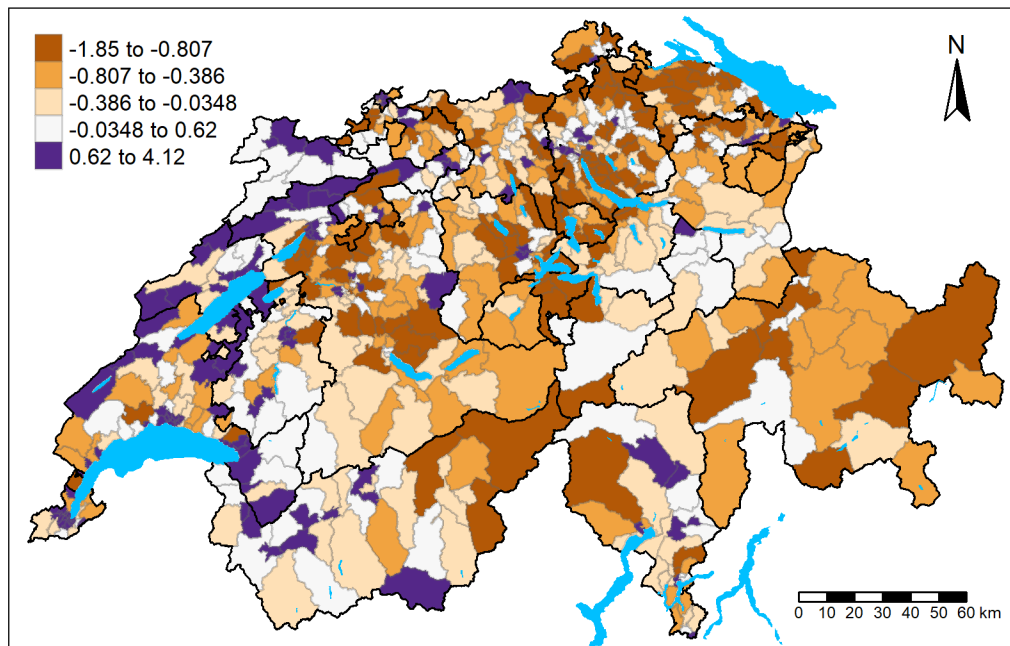 -1.85 to -0.807
-0.807 to -0.386
-0.386 to -0.0348
-0.0348 to 0.62
0.62 to 4.12
N
0 10 20 30 40 50 60 km